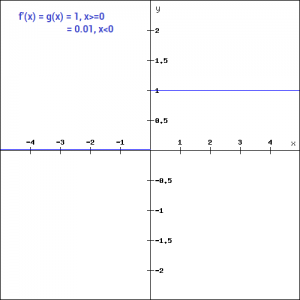 y
f'(x) = g(x) = 1, x>=0
= 0.01, x<0
2
1.5
1
0.5
-4 -3 -2 -1 1 2 3 4 x
-0.5
-1
-1.5
-2